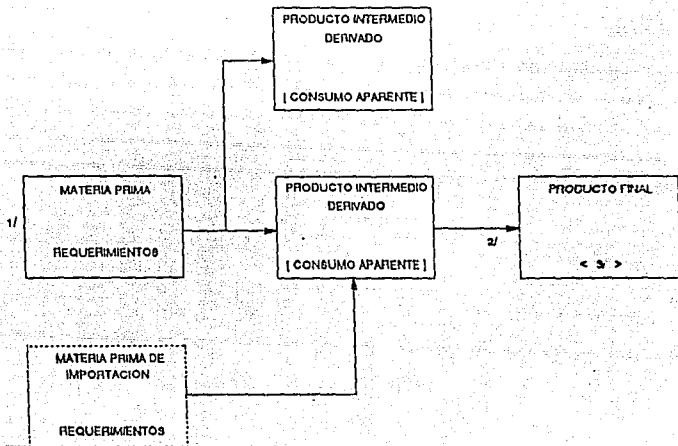 PRODUCTO INTERMEDIO
DERIVADO
[ CONSUMO APARENTE ]
1/
MATERIA PRIMA
REQUERIMIENTOS
PRODUCTO INTERMEDIO
DERIVADO
[ CONSUMO APARENTE ]
2/
PRODUCTO FINAL
< 3/ >
MATERIA PRIMA DE
IMPORTACION
REQUERIMIENTOS